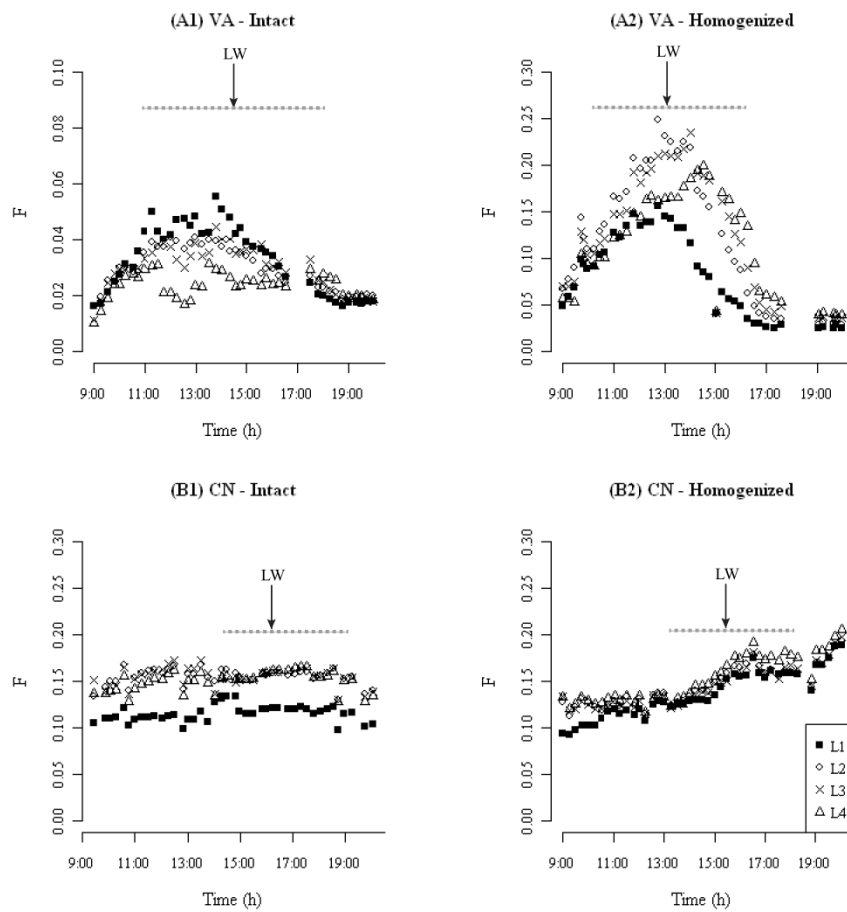 (A1) VA - Intact
LW
F
0.10
0.08
0.06
0.04
0.02
0.00
9:00 11:00 13:00 15:00 17:00 19:00
Time (h)
(A2) VA - Homogenized
LW
F
0.30
0.25
0.20
0.15
0.10
0.05
0.00
9:00 11:00 13:00 15:00 17:00 19:00
Time (h)
(B1) CN - Intact
LW
F
0.30
0.25
0.20
0.15
0.10
0.05
0.00
9:00 11:00 13:00 15:00 17:00 19:00
Time (h)
(B2) CN - Homogenized
LW
F
0.30
0.25
0.20
0.15
0.10
0.05
0.00
9:00 11:00 13:00 15:00 17:00 19:00
Time (h)
L1
L2
L3
L4